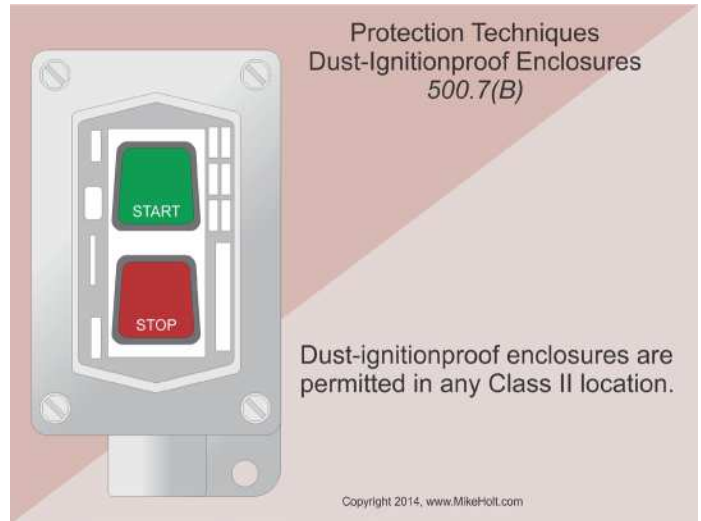 Protection Techniques
Dust-Ignitionproof Enclosures
500.7(B)
START
STOP
Dust-ignitionproof enclosures are
permitted in any Class II location.
Copyright 2014, www.MikeHolt.com